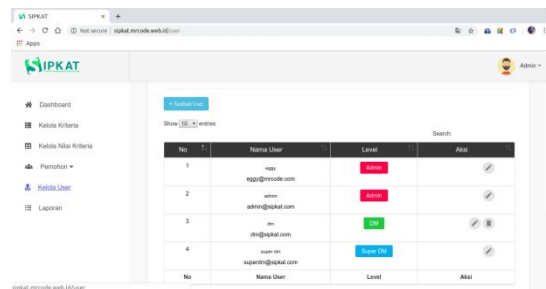 SIPKAT
Not secure | sipkat.mrcode.web.id/user
Apps
SIPKAT
Admin
Dashboard
Kelola Kriteria
Kelola Nilai Kriteria
Pemohon
Kelola User
Laporan
+ Tambah User
Show 10 entries
Search:
No Nama User Level Aksi
1 eggy Admin
eggy@mrcode.com
2 admin Admin
admin@sipkat.com
3 dm DM
dm@sipkat.com
4 super dm Super DM
superdm@sipkat.com
No Nama User Level Aksi
sipkat.mrcode.web.id/user